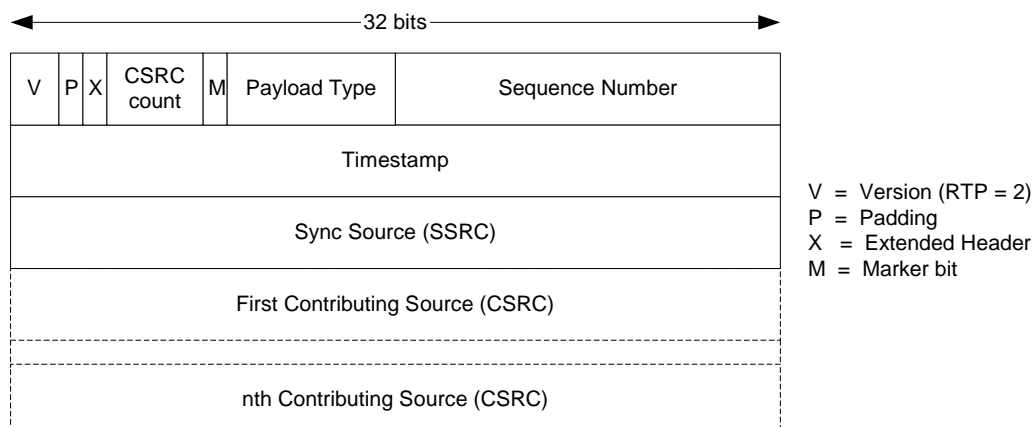 32 bits
V P X CSRC count M Payload Type Sequence Number
Timestamp
Sync Source (SSRC)
First Contributing Source (CSRC)
nth Contributing Source (CSRC)
V = Version (RTP = 2)
P = Padding
X = Extended Header
M = Marker bit